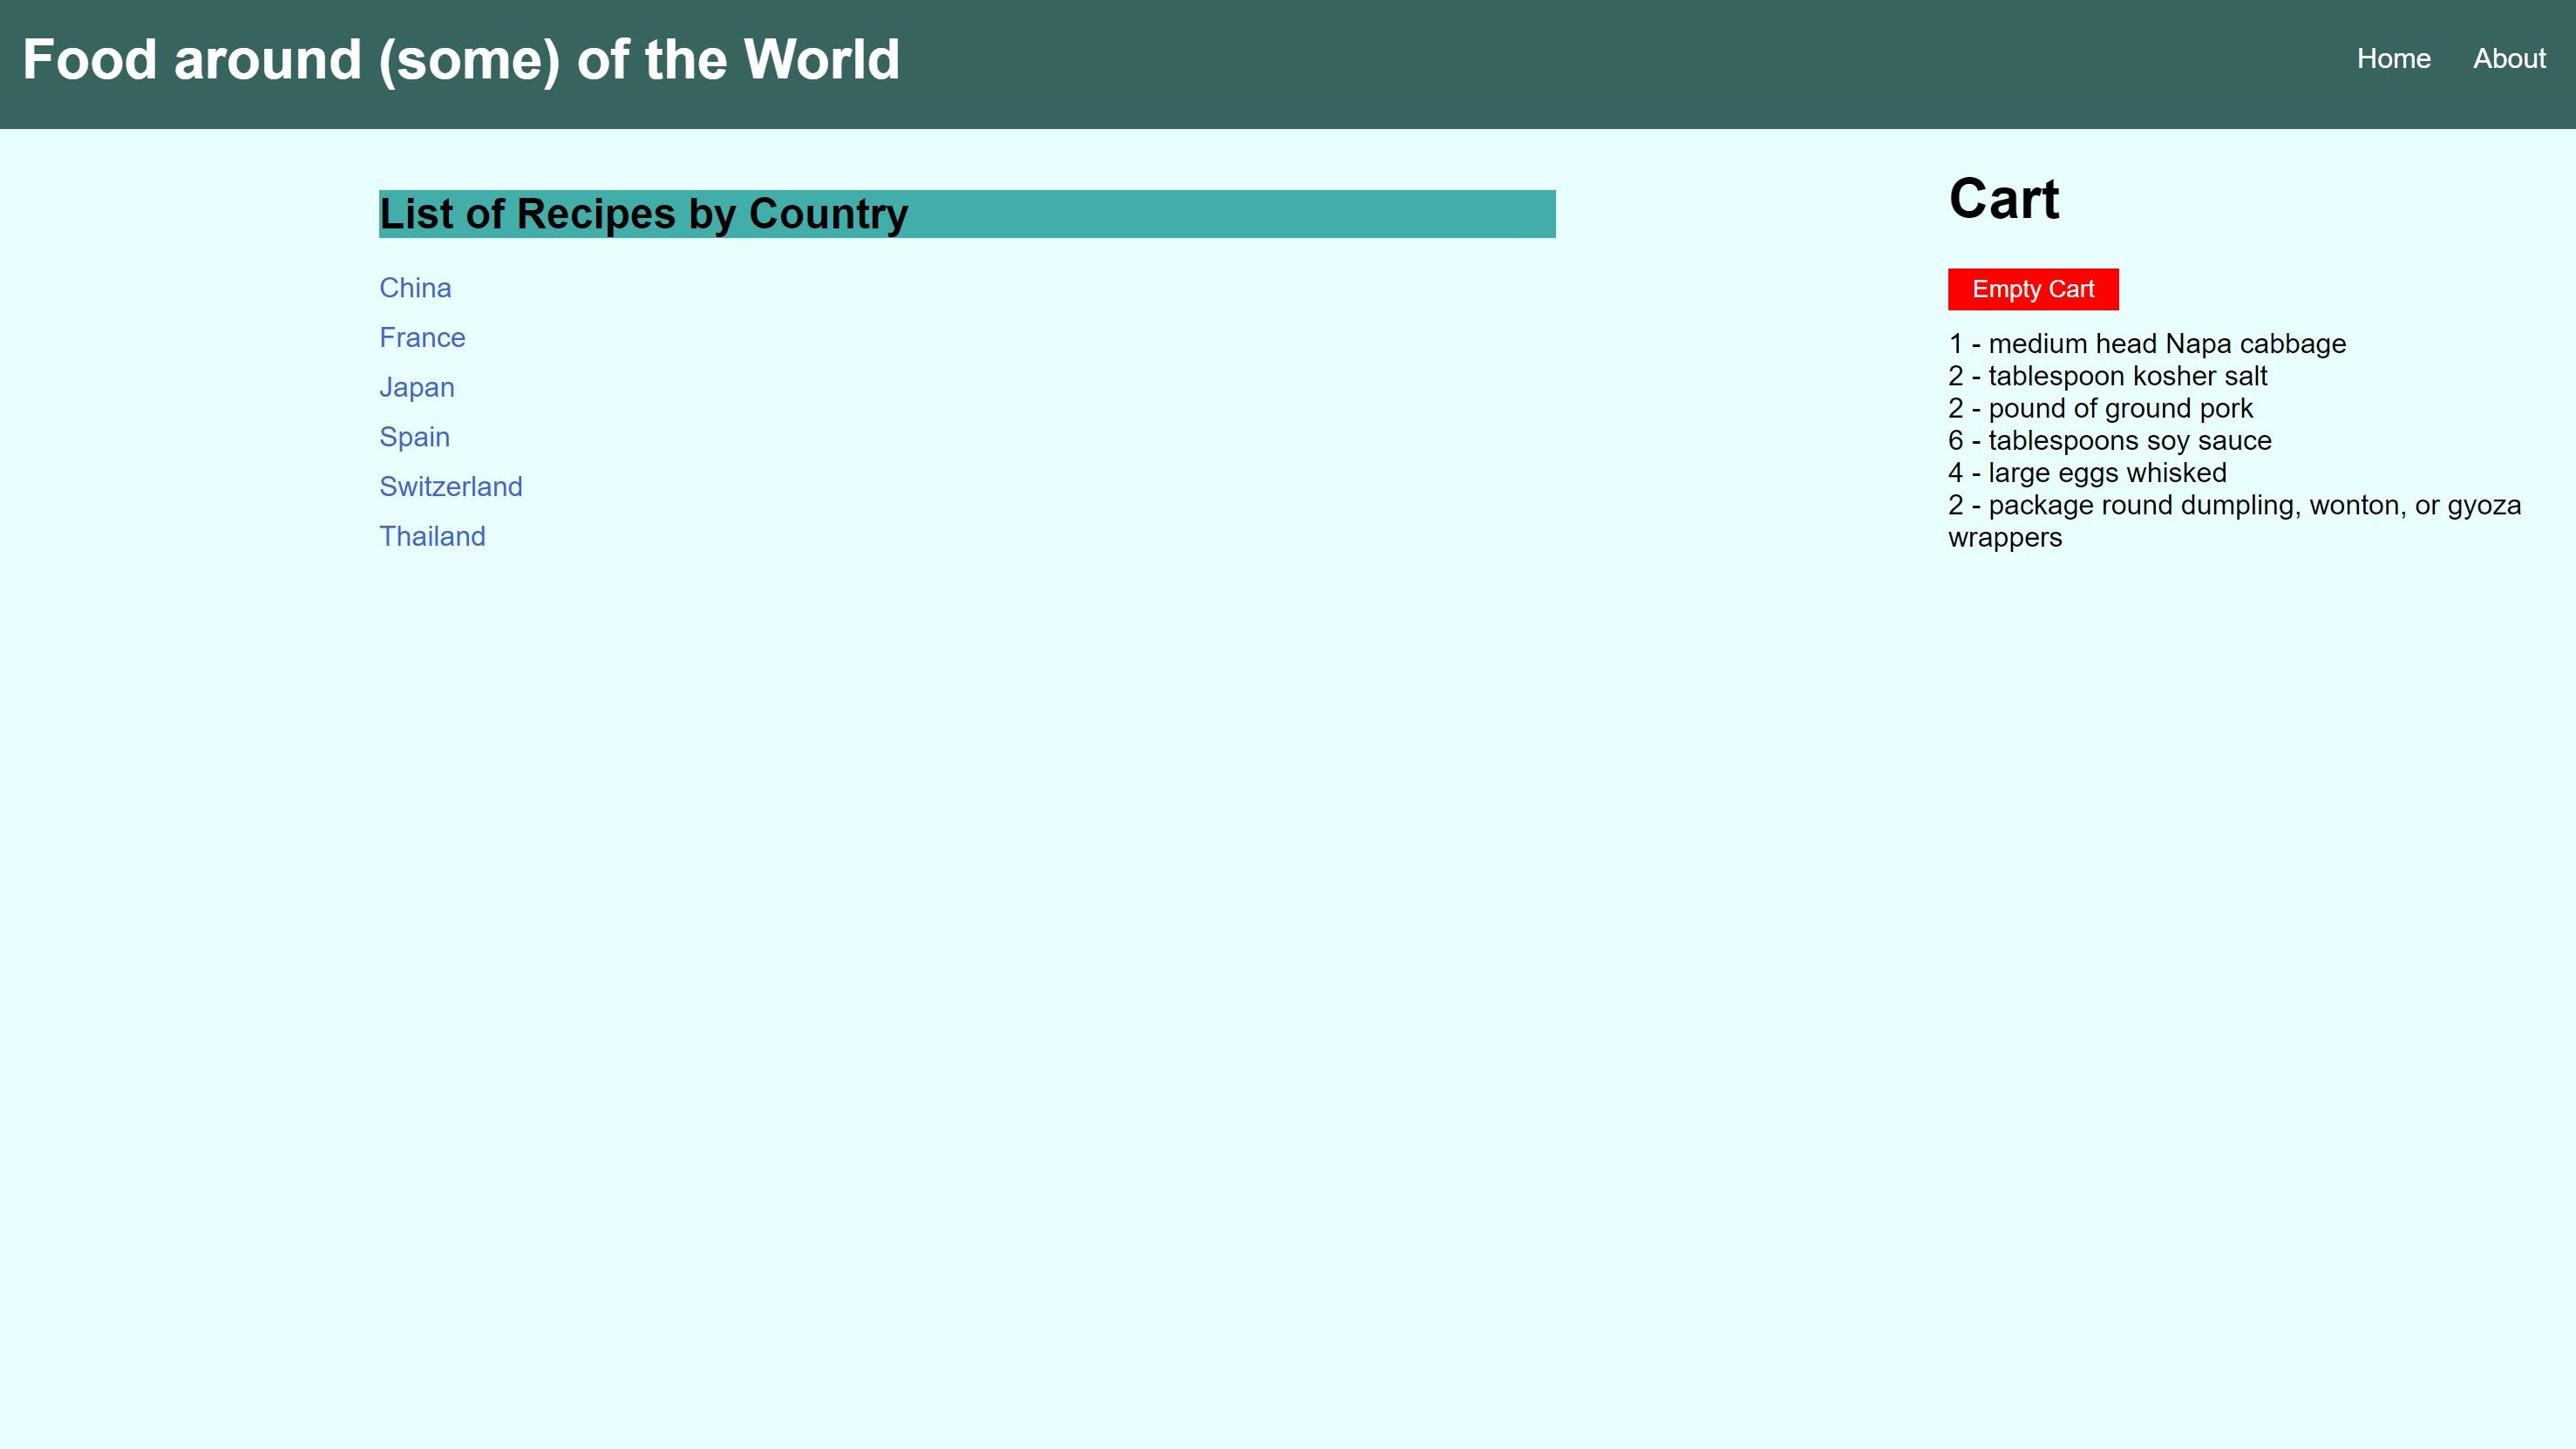 Food around (some) of the World
Home
About
List of Recipes by Country
China
France
Japan
Spain
Switzerland
Thailand
Cart
Empty Cart
1 - medium head Napa cabbage
2 - tablespoon kosher salt
2 - pound of ground pork
6 - tablespoons soy sauce
4 - large eggs whisked
2 - package round dumpling, wonton, or gyoza
wrappers